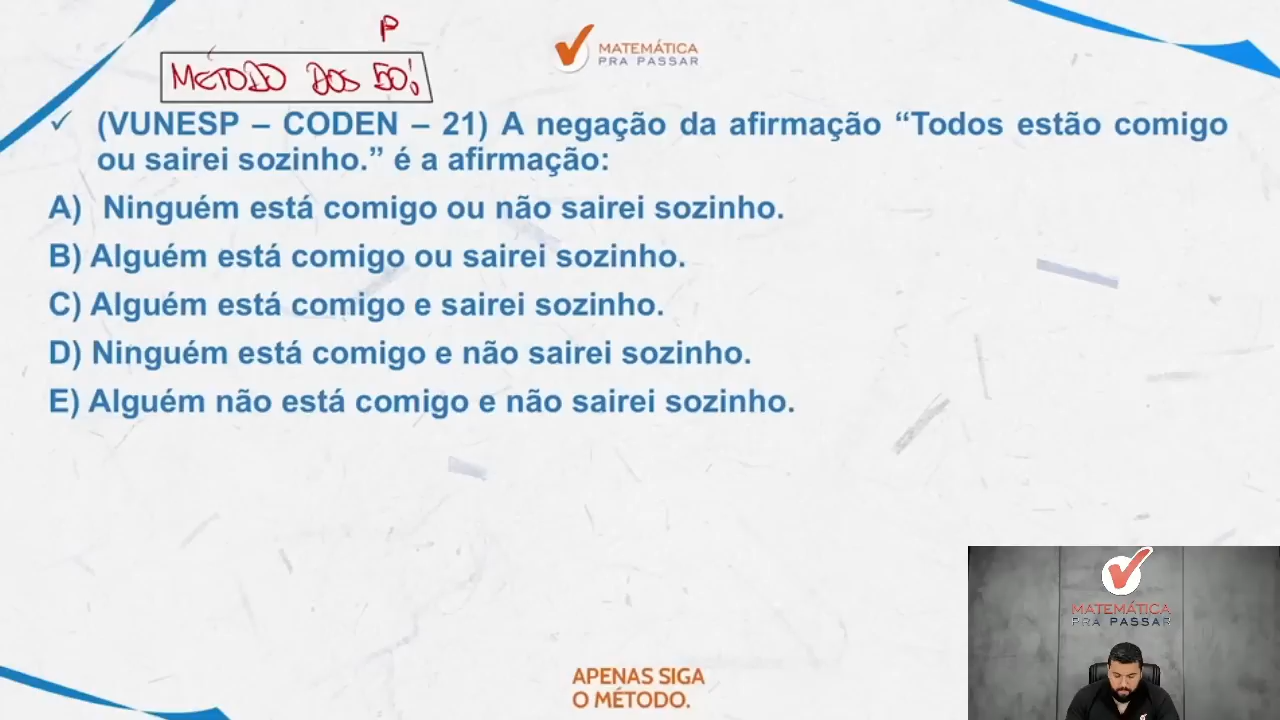 P
MÉTODO DOS 50!
MATEMÁTICA
PRA PASSAR
(VUNESP – CODEN – 21) A negação da afirmação “Todos estão comigo
ou sairei sozinho.” é a afirmação:
A) Ninguém está comigo ou não sairei sozinho.
B) Alguém está comigo ou sairei sozinho.
C) Alguém está comigo e sairei sozinho.
D) Ninguém está comigo e não sairei sozinho.
E) Alguém não está comigo e não sairei sozinho.
MATEMÁTICA
PRA PASSAR
APENAS SIGA
O MÉTODO.